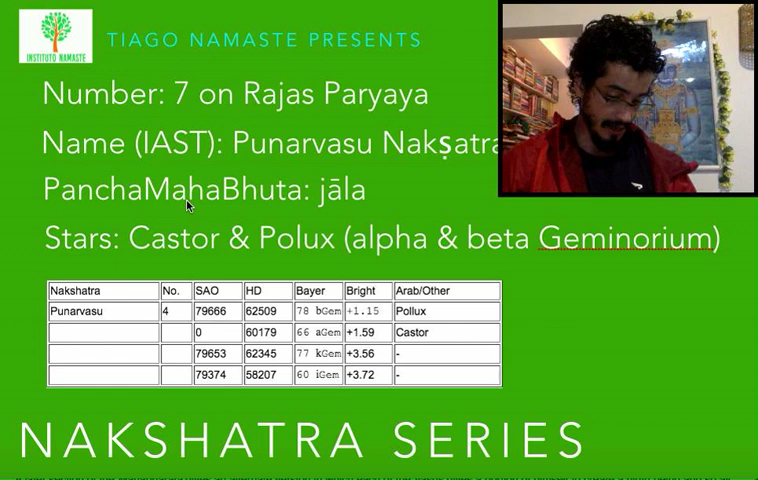 INSTITUTO NAMASTE
TIAGO NAMASTE PRESENTS
Number: 7 on Rajas Paryaya
Name (IAST): Punarvasu Nakṣatra
PanchaMahaBhuta: jāla
Stars: Castor & Polux (alpha & beta Geminorium)
Nakshatra No. SAO HD Bayer Bright Arab/Other
Punarvasu 4 79666 62509 78 bGem +1.15 Pollux
0 60179 66 aGem +1.59 Castor
79653 62345 77 kGem +3.56 -
79374 58207 60 iGem +3.72 -
NAKSHATRA SERIES